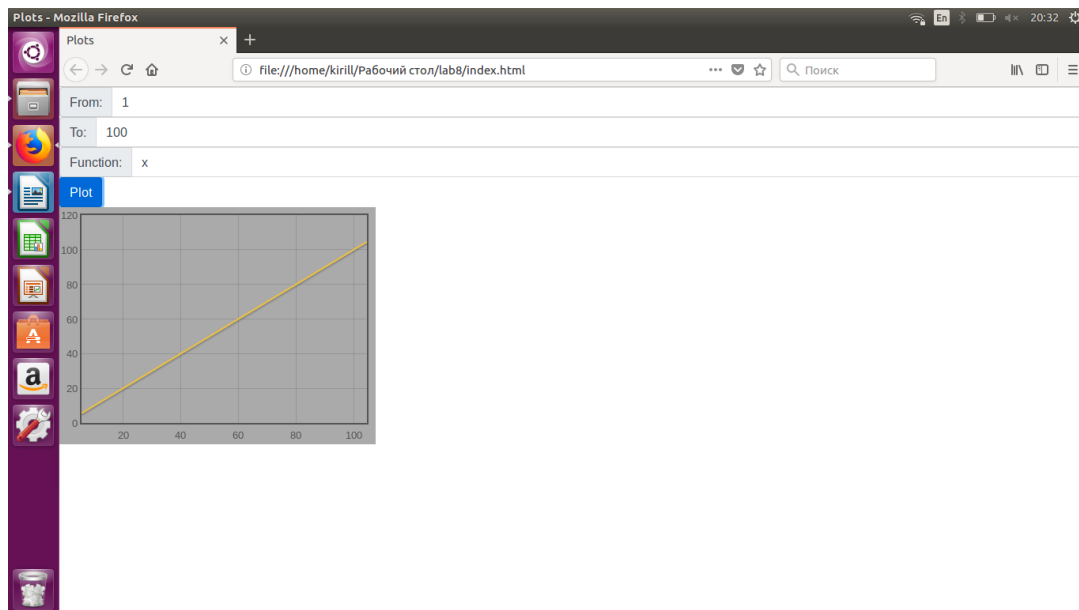 Plots - Mozilla Firefox En 20:32
Plots
file:///home/kirill/Рабочий стол/lab8/index.html Поиск
From: 1
To: 100
Function: x
Plot
120
100
80
60
40
20
0
20 40 60 80 100